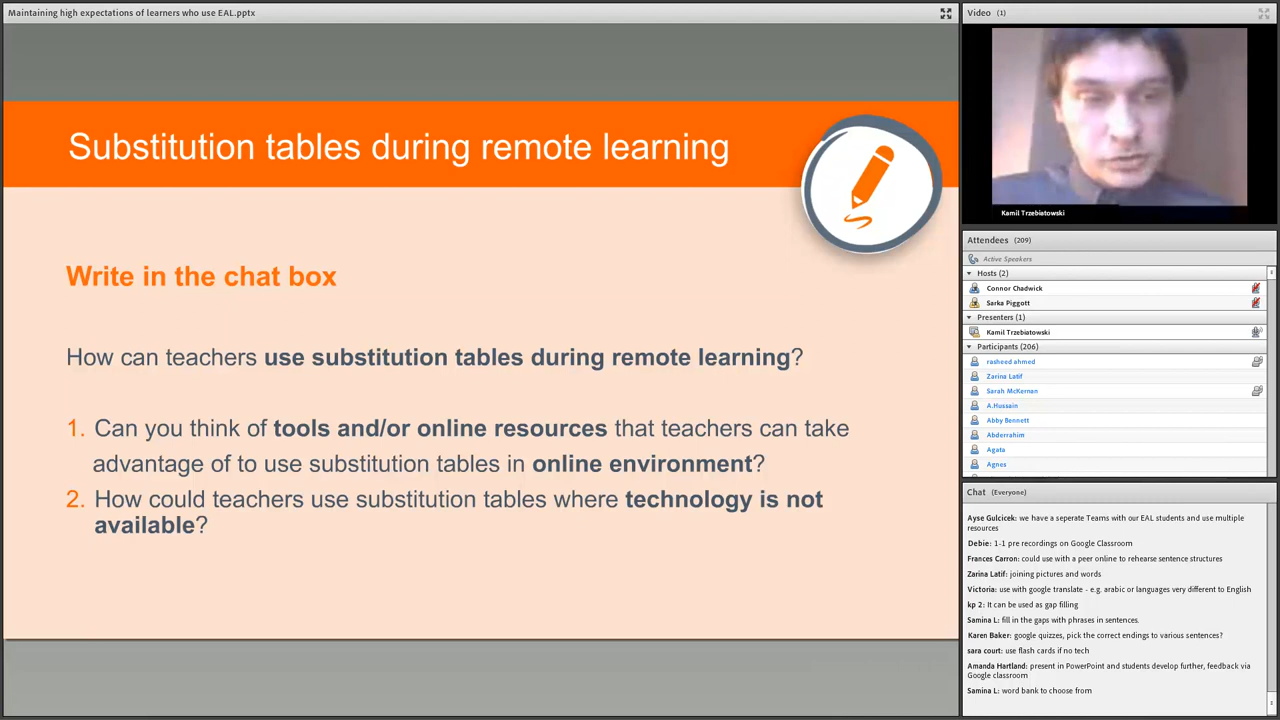 Maintaining high expectations of learners who use EAL.pptx
Substitution tables during remote learning
Write in the chat box
How can teachers use substitution tables during remote learning?
1. Can you think of tools and/or online resources that teachers can take
advantage of to use substitution tables in online environment?
2. How could teachers use substitution tables where technology is not
available?
Video (1)
Kamil Trzebiatowski
Attendees (209)
Active Speakers
Hosts (2)
Connor Chadwick
Sarka Piggott
Presenters (1)
Kamil Trzebiatowski
Participants (206)
rasheed ahmed
Zarina Latif
Sarah McKernan
A.Hussain
Abby Bennett
Abderrahim
Agata
Agnes
Chat (Everyone)
Ayse Gulcicek: we have a seperate Teams with our EAL students and use multiple
resources
Debie: 1-1 pre recordings on Google Classroom
Frances Carron: could use with a peer online to rehearse sentence structures
Zarina Latif: joining pictures and words
Victoria: use with google translate - e.g. arabic or languages very different to English
kp 2: It can be used as gap filling
Samina L: fill in the gaps with phrases in sentences.
Karen Baker: google quizzes, pick the correct endings to various sentences?
sara court: use flash cards if no tech
Amanda Hartland: present in PowerPoint and students develop further, feedback via
Google classroom
Samina L: word bank to choose from